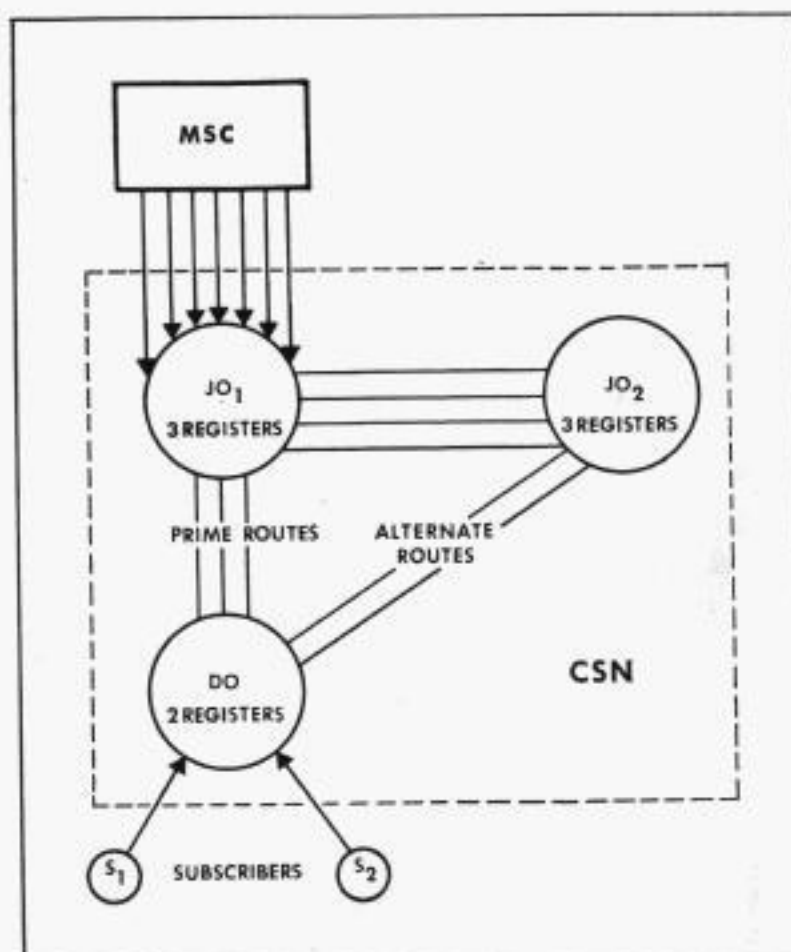 MSC
JO1
3 REGISTERS
JO2
3 REGISTERS
PRIME ROUTES
ALTERNATE
ROUTES
DO
2 REGISTERS
CSN
S1
SUBSCRIBERS
S2